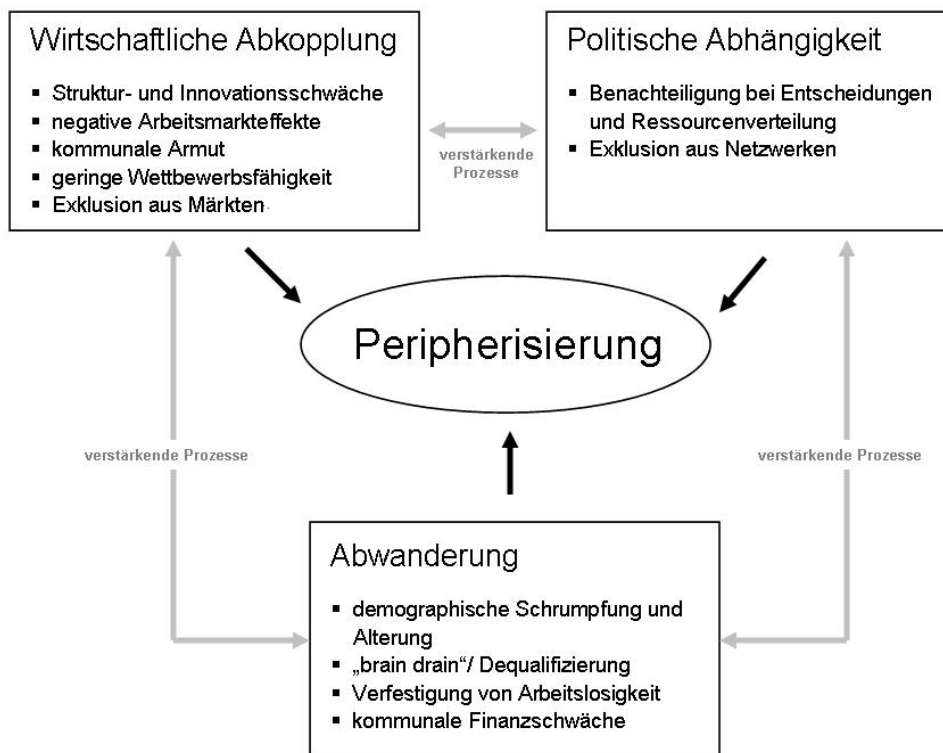 Wirtschaftliche Abkopplung
▪ Struktur- und Innovationsschwäche
▪ negative Arbeitsmarkteffekte
▪ kommunale Armut
▪ geringe Wettbewerbsfähigkeit
▪ Exklusion aus Märkten
verstärkende
Prozesse
Politische Abhängigkeit
▪ Benachteiligung bei Entscheidungen
und Ressourcenverteilung
▪ Exklusion aus Netzwerken
Peripherisierung
verstärkende Prozesse
verstärkende Prozesse
Abwanderung
▪ demographische Schrumpfung und
Alterung
▪ „brain drain“/ Dequalifizierung
▪ Verfestigung von Arbeitslosigkeit
▪ kommunale Finanzschwäche